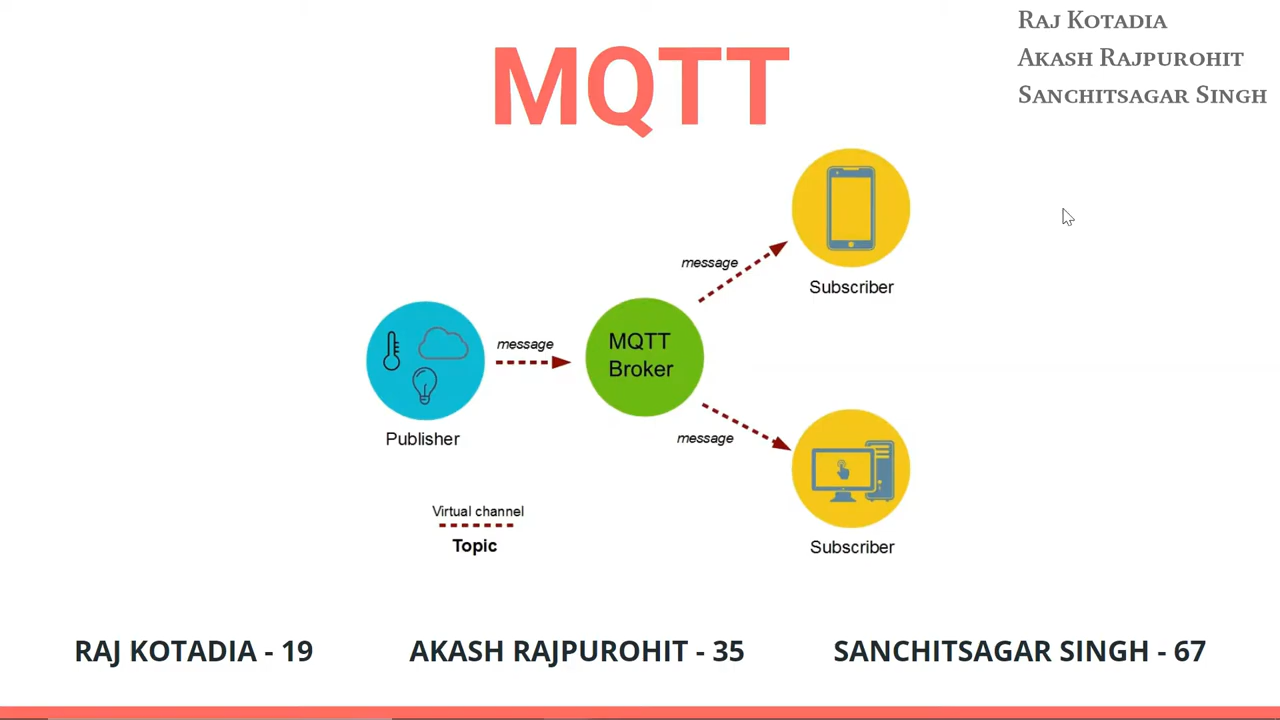 Raj Kotadia
Akash Rajpurohit
Sanchitsagar Singh
MQTT
message
Subscriber
message
MQTT
Broker
Publisher
message
Subscriber
Virtual channel
Topic
RAJ KOTADIA - 19
AKASH RAJPUROHIT - 35
SANCHITSAGAR SINGH - 67